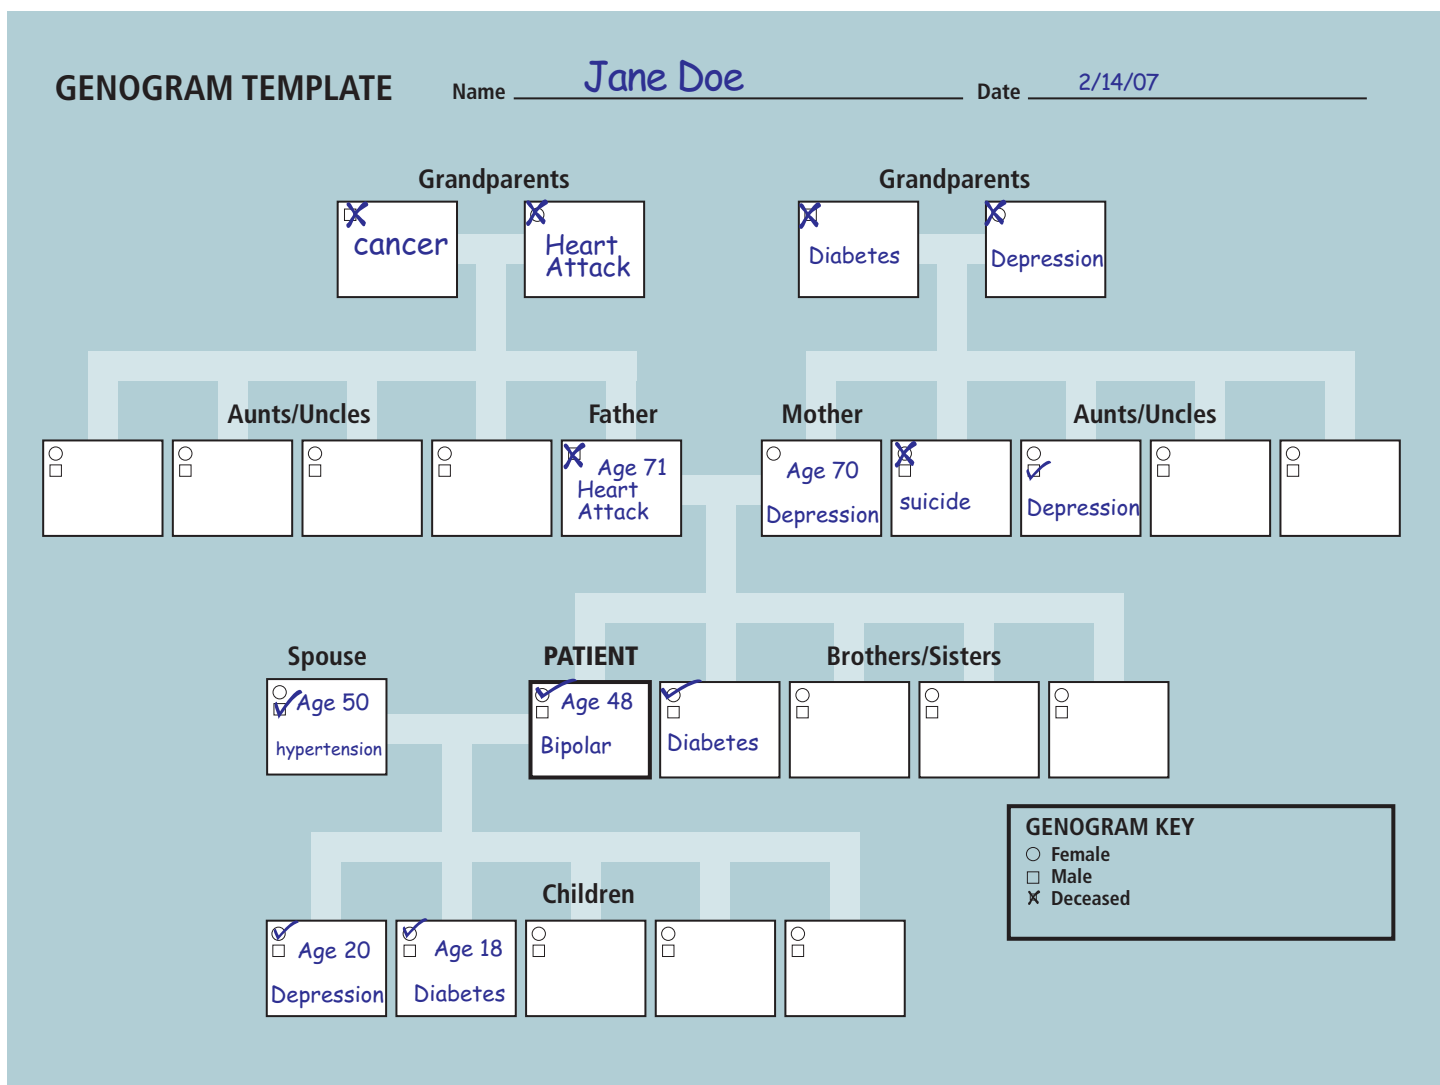 GENOGRAM TEMPLATE Name Jane Doe Date 2/14/07
Grandparents Grandparents
cancer
Heart
Attack
Diabetes
Depression
Aunts/Uncles Father Mother Aunts/Uncles
Age 71
Heart
Attack
Age 70
Depression
suicide
Depression
Spouse PATIENT Brothers/Sisters
Age 50
hypertension
Age 48
Bipolar
Diabetes
GENOGRAM KEY
Female
Male
Deceased
Children
Age 20
Depression
Age 18
Diabetes